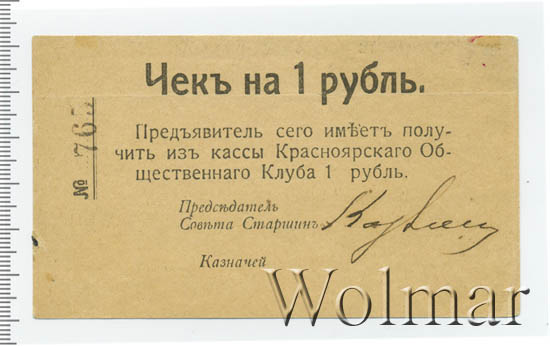 Чекъ на 1 рубль.
№ 765
Предъявитель сего имѣетъ полу-
чить изъ кассы Красноярскаго Об-
щественнаго Клуба 1 рубль.
Предсѣдатель
Совѣта Старшинъ
Казначей
Wolmar